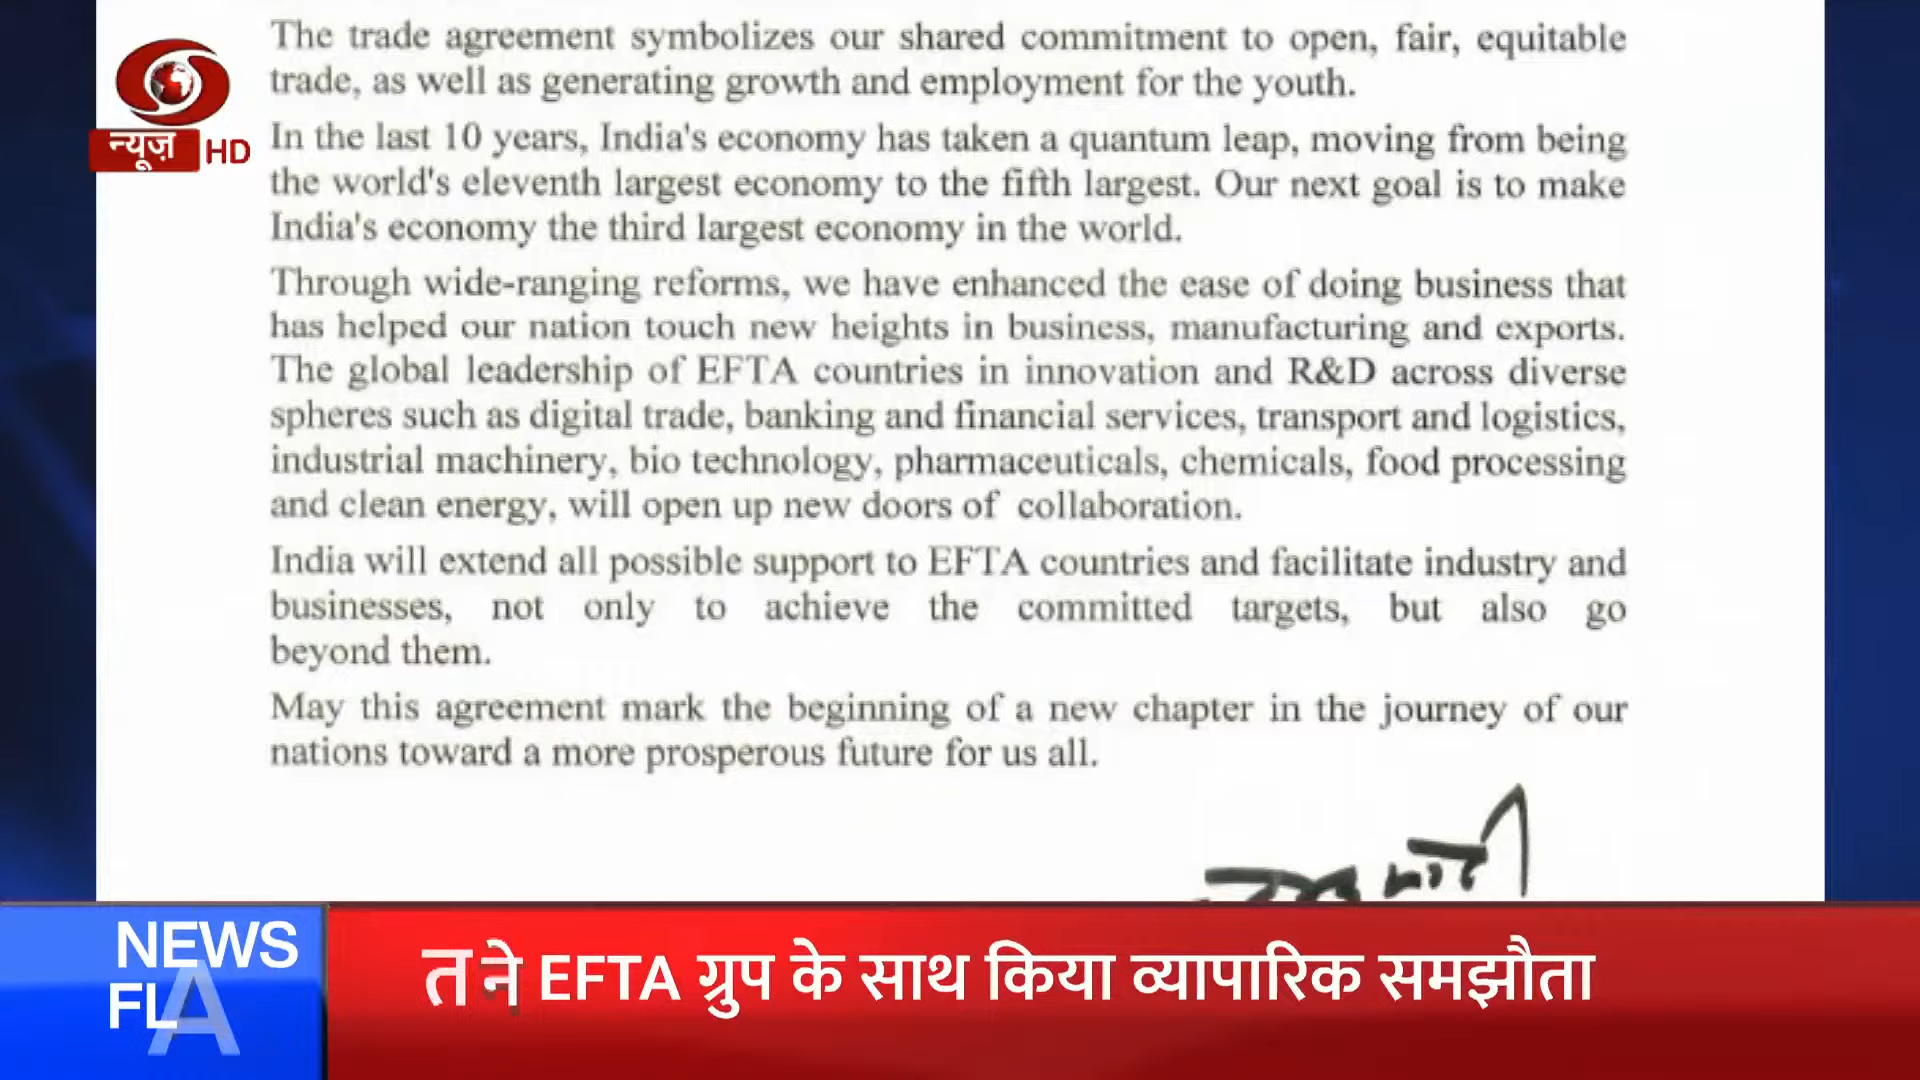 The trade agreement symbolizes our shared commitment to open, fair, equitable
trade, as well as generating growth and employment for the youth.
In the last 10 years, India's economy has taken a quantum leap, moving from being
the world's eleventh largest economy to the fifth largest. Our next goal is to make
India's economy the third largest economy in the world.
Through wide-ranging reforms, we have enhanced the ease of doing business that
has helped our nation touch new heights in business, manufacturing and exports.
The global leadership of EFTA countries in innovation and R&D across diverse
spheres such as digital trade, banking and financial services, transport and logistics,
industrial machinery, bio technology, pharmaceuticals, chemicals, food processing
and clean energy, will open up new doors of collaboration.
India will extend all possible support to EFTA countries and facilitate industry and
businesses, not only to achieve the committed targets, but also go
beyond them.
May this agreement mark the beginning of a new chapter in the journey of our
nations toward a more prosperous future for us all.
न्यूज़ HD
NEWS
FLA
त ने EFTA ग्रुप के साथ किया व्यापारिक समझौता